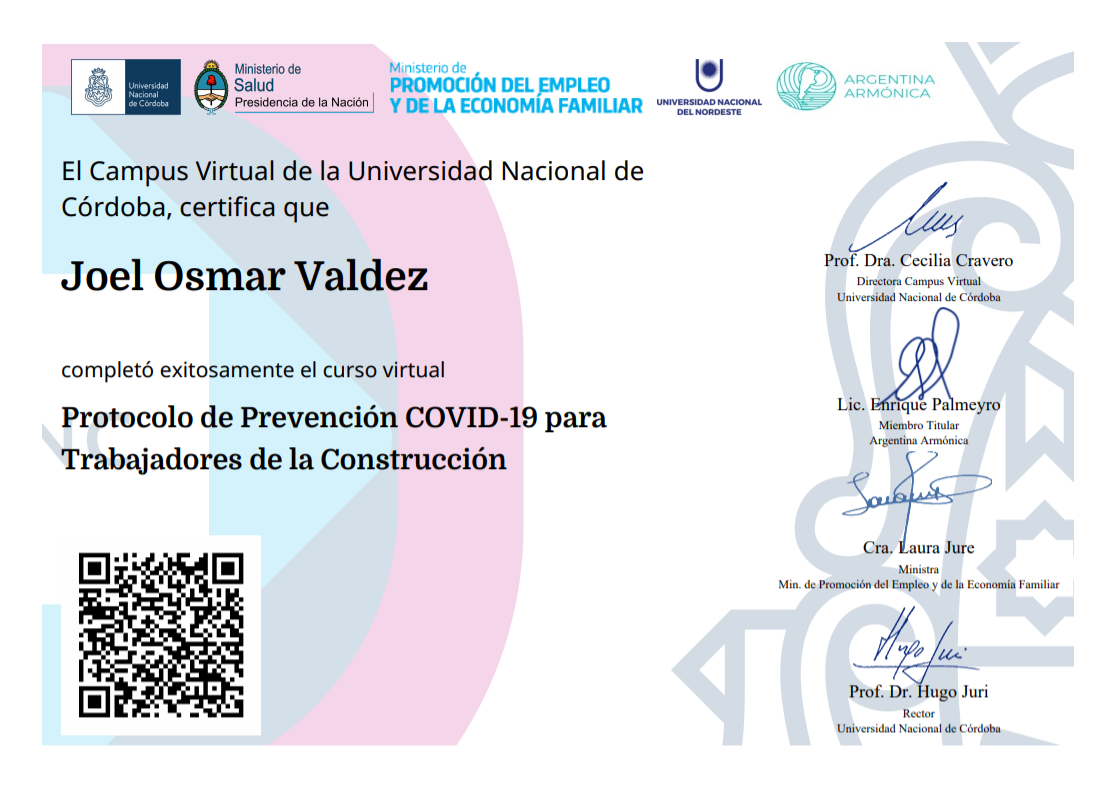 Universidad
Nacional
de Córdoba
Ministerio de
Salud
Presidencia de la Nación
Ministerio de
PROMOCIÓN DEL EMPLEO
Y DE LA ECONOMÍA FAMILIAR
UNIVERSIDAD NACIONAL
DEL NORDESTE
ARGENTINA
ARMÓNICA
El Campus Virtual de la Universidad Nacional de
Córdoba, certifica que
Joel Osmar Valdez
completó exitosamente el curso virtual
Protocolo de Prevención COVID-19 para
Trabajadores de la Construcción
Prof. Dra. Cecilia Cravero
Directora Campus Virtual
Universidad Nacional de Córdoba
Lic. Enrique Palmeyro
Miembro Titular
Argentina Armónica
Cra. Laura Jure
Ministra
Min. de Promoción del Empleo y de la Economía Familiar
Hugo Juri
Prof. Dr. Hugo Juri
Rector
Universidad Nacional de Córdoba